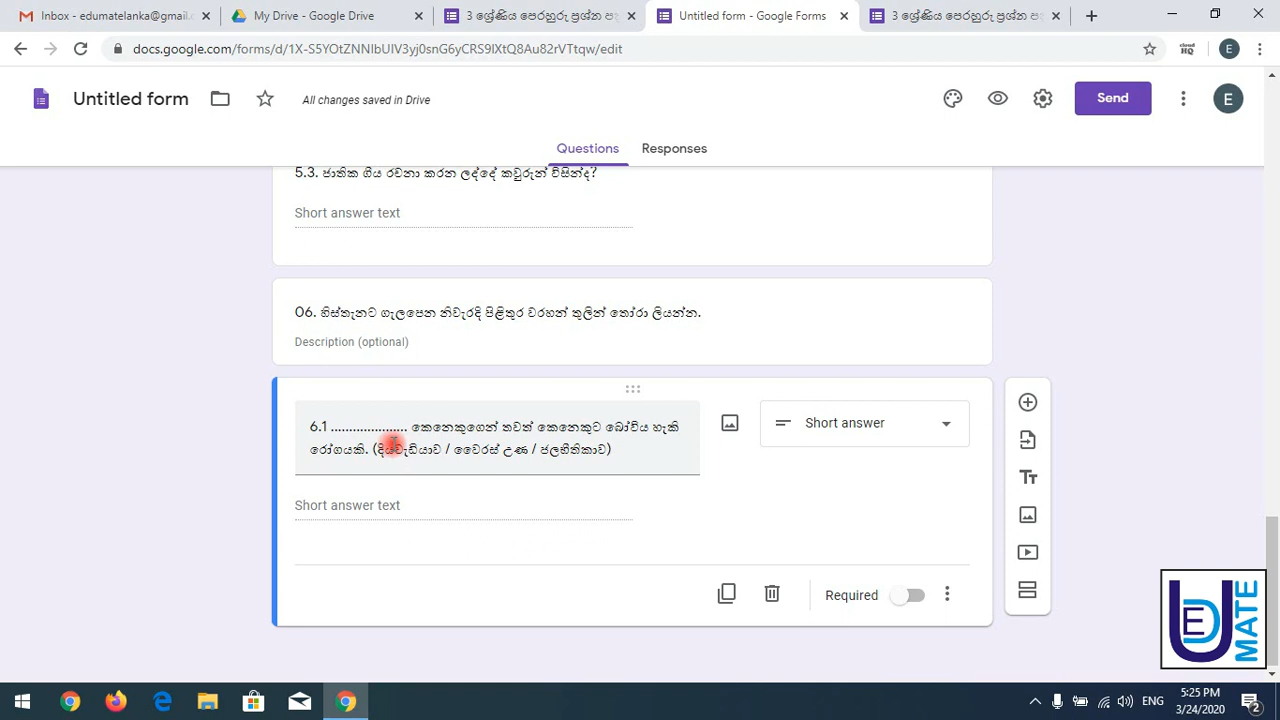 Inbox - edumatelanka@gmail
My Drive - Google Drive
3 ශ්‍රේණිය පෙරහුරු ප්‍රශ්න
Untitled form - Google Forms
3 ශ්‍රේණිය පෙරහුරු ප්‍රශ්න
docs.google.com/forms/d/1X-S5YOtZNNIbUIV3yj0snG6yCRS9lXtQ8Au82rVTtqw/edit
cloud
HQ
E
Untitled form
All changes saved in Drive
Send
E
Questions
Responses
5.3. ජාතික ගීය රචනා කරන ලද්දේ කවුරුන් විසින්ද?
Short answer text
06. හිස්තැනට ගැලපෙන නිවැරදි පිළිතුර වරහන් තුලින් තෝරා ලියන්න.
Description (optional)
6.1 ..................... කෙනෙකුගෙන් තවත් කෙනෙකුට බෝවිය හැකි
රෝගයකි. (දියවැඩියාව / වෛරස් උණ / ජලභීතිකාව)
Short answer
Short answer text
Required
UED
MATE
ENG
5:25 PM
3/24/2020
2